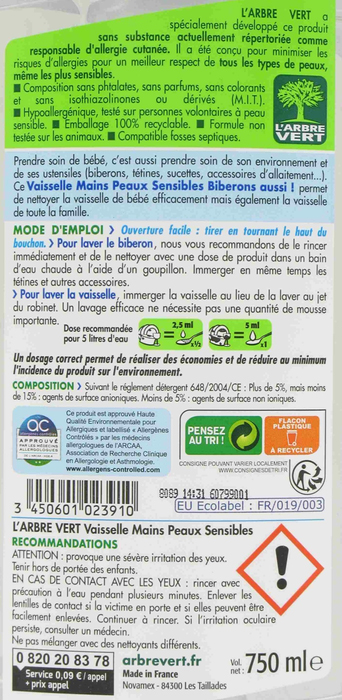 L'ARBRE VERT a
spécialement développé ce produit
sans substance actuellement répertoriée comme
responsable d'allergie cutanée. Il a été conçu pour minimiser les
risques d'allergies pour un meilleur respect de tous les types de peaux,
même les plus sensibles.
■ Composition sans phtalates, sans parfums, sans colorants
et sans isothiazolinones ou dérivés (M.I.T.).
■ Hypoallergénique, testé sur personnes volontaires à peau
sensible. ■ Emballage 100% recyclable. ■ Formule non
testée sur les animaux. ■ Compatible fosses septiques.
L'ARBRE
VERT
Prendre soin de bébé, c'est aussi prendre soin de son environnement et
de ses ustensiles (biberons, tétines, sucettes, accessoires d'allaitement...).
Ce Vaisselle Mains Peaux Sensibles Biberons aussi ! permet
de nettoyer la vaisselle de bébé efficacement mais également la vaisselle
de toute la famille.
MODE D'EMPLOI > Ouverture facile : tirer en tournant le haut du
bouchon. > Pour laver le biberon, nous vous recommandons de le rincer
immédiatement et de le nettoyer avec une dose de produit dans un bain
d'eau chaude à l'aide d'un goupillon. Immerger en même temps les
tétines et autres accessoires.
> Pour laver la vaisselle, immerger la vaisselle au lieu de la laver au jet
du robinet. Un lavage efficace ne nécessite pas une quantité de mousse
importante.
Dose recommandée
pour 5 litres d'eau
2,5 ml
x½
5 ml
x1
Un dosage correct permet de réaliser des économies et de réduire au minimum
l'incidence du produit sur l'environnement.
COMPOSITION > Suivant le règlement détergent 648/2004/CE : Plus de 5%, mais moins
de 15% : agents de surface anioniques. Moins de 5% : agents de surface non ioniques.
AC
APPROUVÉ
PAR LES MÉDECINS
ALLERGOLOGUES
Ce produit est approuvé Haute
Qualité Environnementale pour
Allergiques et labellisé « Allergènes
Contrôlés » par les médecins
allergologues de l'ARCAA,
Association de Recherche Clinique
en Allergologie et Asthmologie.
www.allergens-controlled.com
PENSEZ
AU TRI !
FLACON
PLASTIQUE
À RECYCLER
CONSIGNE POUVANT VARIER LOCALEMENT
WWW.CONSIGNESDETRI.FR
8089 14:31 60799001
3 450601 023910
EU Ecolabel : FR/019/003
L'ARBRE VERT Vaisselle Mains Peaux Sensibles
RECOMMANDATIONS
ATTENTION : provoque une sévère irritation des yeux.
Tenir hors de portée des enfants.
EN CAS DE CONTACT AVEC LES YEUX : rincer avec
précaution à l'eau pendant plusieurs minutes. Enlever les
lentilles de contact si la victime en porte et si elles peuvent être
facilement enlevées. Continuer à rincer. Si l'irritation oculaire
persiste, consulter un médecin.
Ne pas mélanger avec des nettoyants différents.
0 820 20 83 78
Service 0,09 € / appel
+ prix appel
arbrevert.fr
Made in France
Novamex - 84300 Les Taillades
Vol.
net : 750 ml e